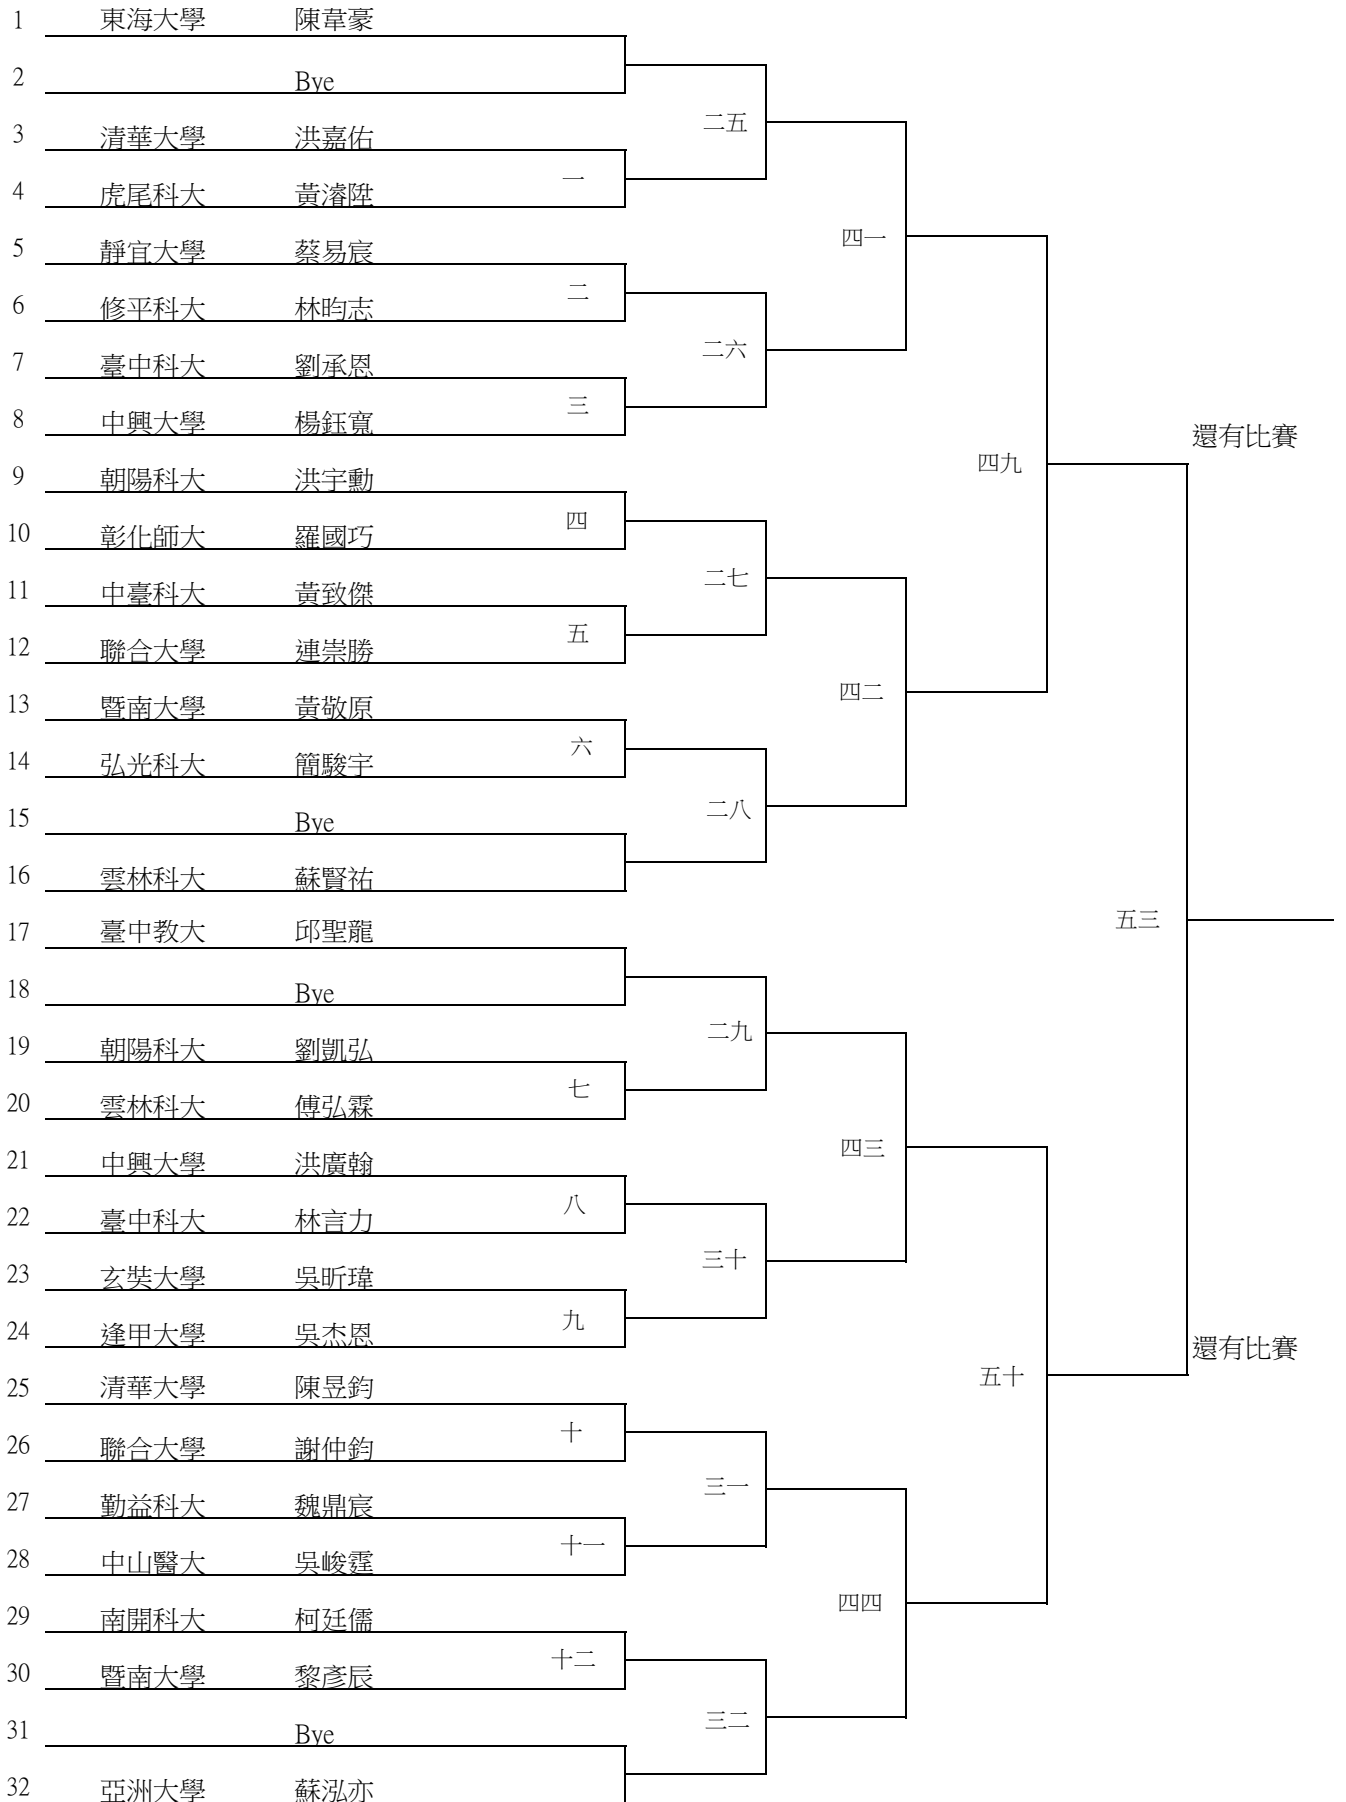 1 東海大學 陳韋豪
2 Bye
二五
3 清華大學 洪嘉佑
一
4 虎尾科大 黃濬陞
四一
5 靜宜大學 蔡易宸
二
6 修平科大 林昀志
二六
7 臺中科大 劉承恩
三
8 中興大學 楊鈺寬
還有比賽
四九
9 朝陽科大 洪宇勳
四
10 彰化師大 羅國巧
二七
11 中臺科大 黃致傑
五
12 聯合大學 連崇勝
四二
13 暨南大學 黃敬原
六
14 弘光科大 簡駿宇
二八
15 Bye
16 雲林科大 蘇賢祐
五三
17 臺中教大 邱聖龍
18 Bye
二九
19 朝陽科大 劉凱弘
七
20 雲林科大 傅弘霖
四三
21 中興大學 洪廣翰
八
22 臺中科大 林言力
三十
23 玄奘大學 吳昕瑋
九
24 逢甲大學 吳杰恩
還有比賽
五十
25 清華大學 陳昱鈞
十
26 聯合大學 謝仲鈞
三一
27 勤益科大 魏鼎宸
十一
28 中山醫大 吳峻霆
四四
29 南開科大 柯廷儒
十二
30 暨南大學 黎彥辰
三二
31 Bye
32 亞洲大學 蘇泓亦